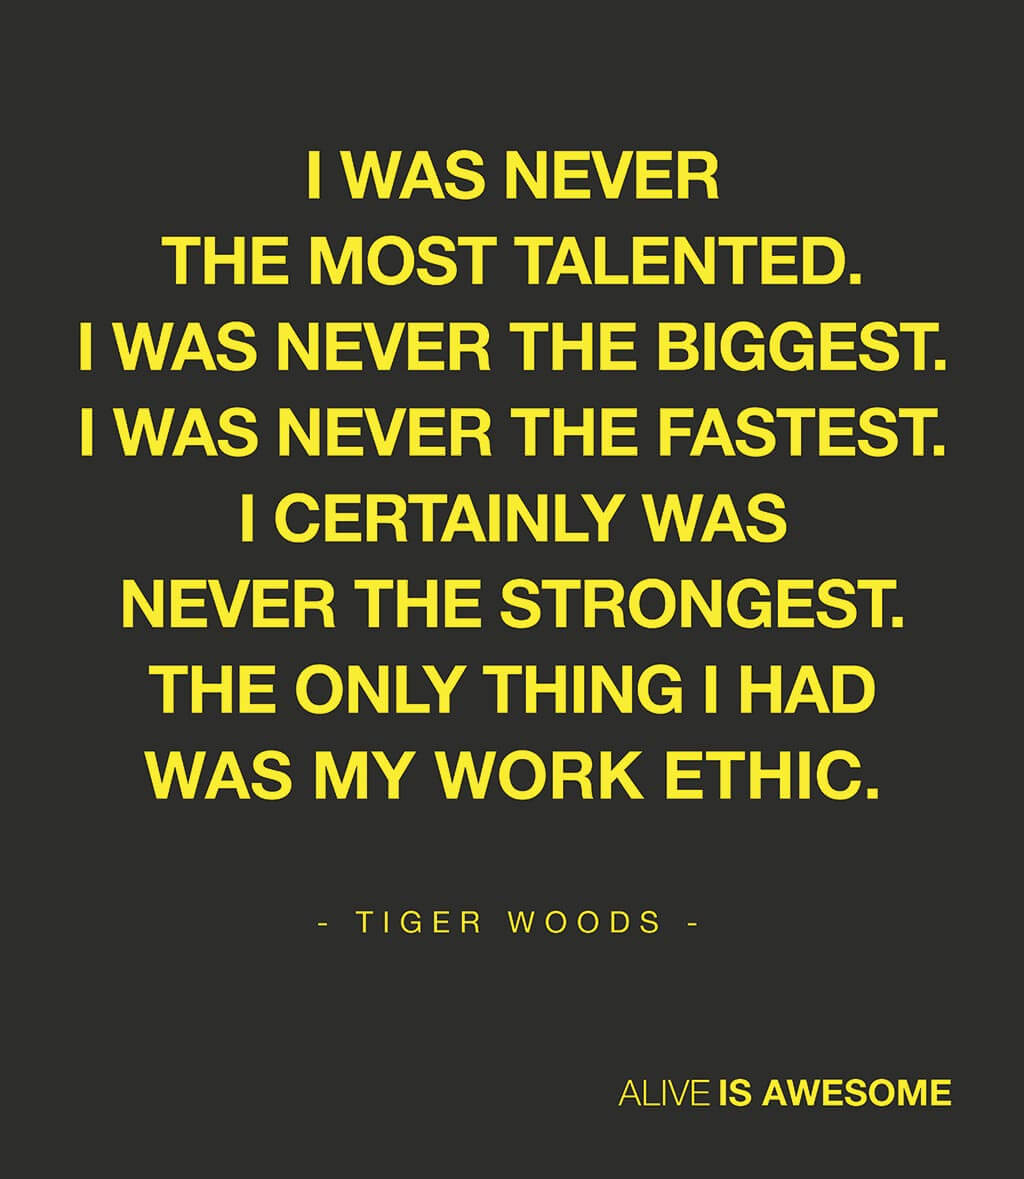 I WAS NEVER
THE MOST TALENTED.
I WAS NEVER THE BIGGEST.
I WAS NEVER THE FASTEST.
I CERTAINLY WAS
NEVER THE STRONGEST.
THE ONLY THING I HAD
WAS MY WORK ETHIC.
- TIGER WOODS -
ALIVE IS AWESOME